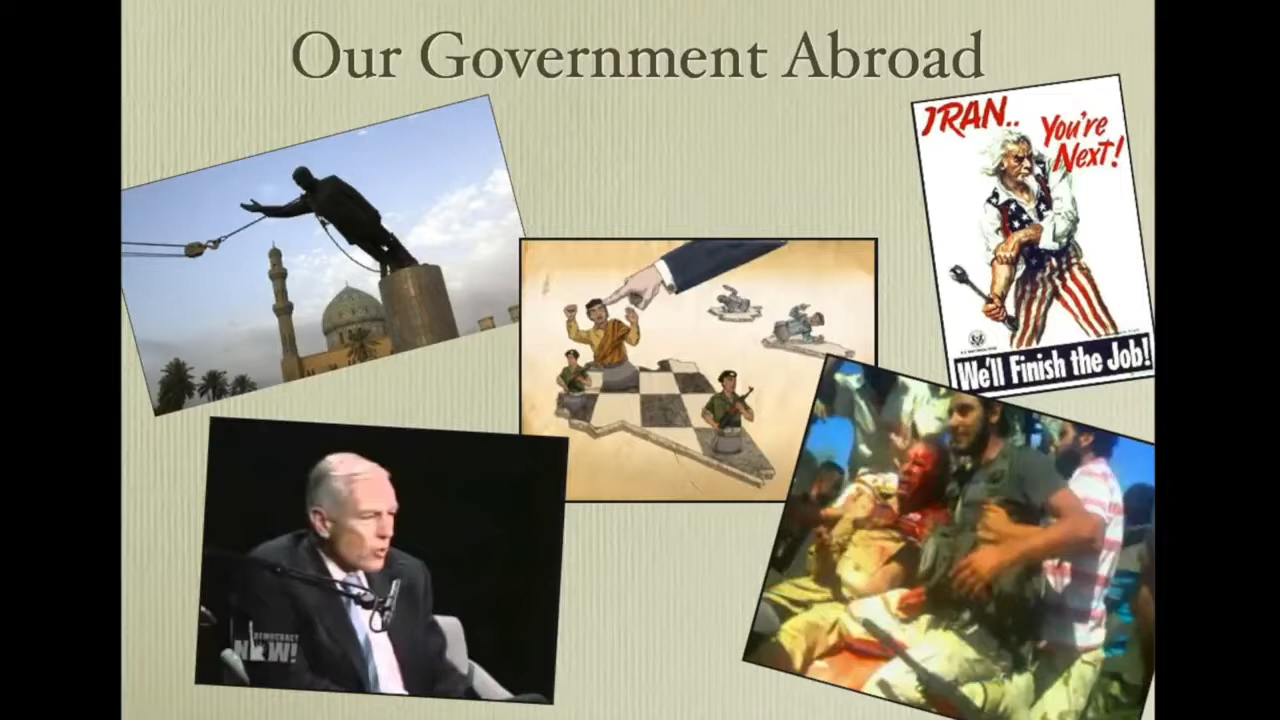 Our Government Abroad
IRAN..
You're
Next!
We'll Finish the Job!
DEMOCRACY
NOW!